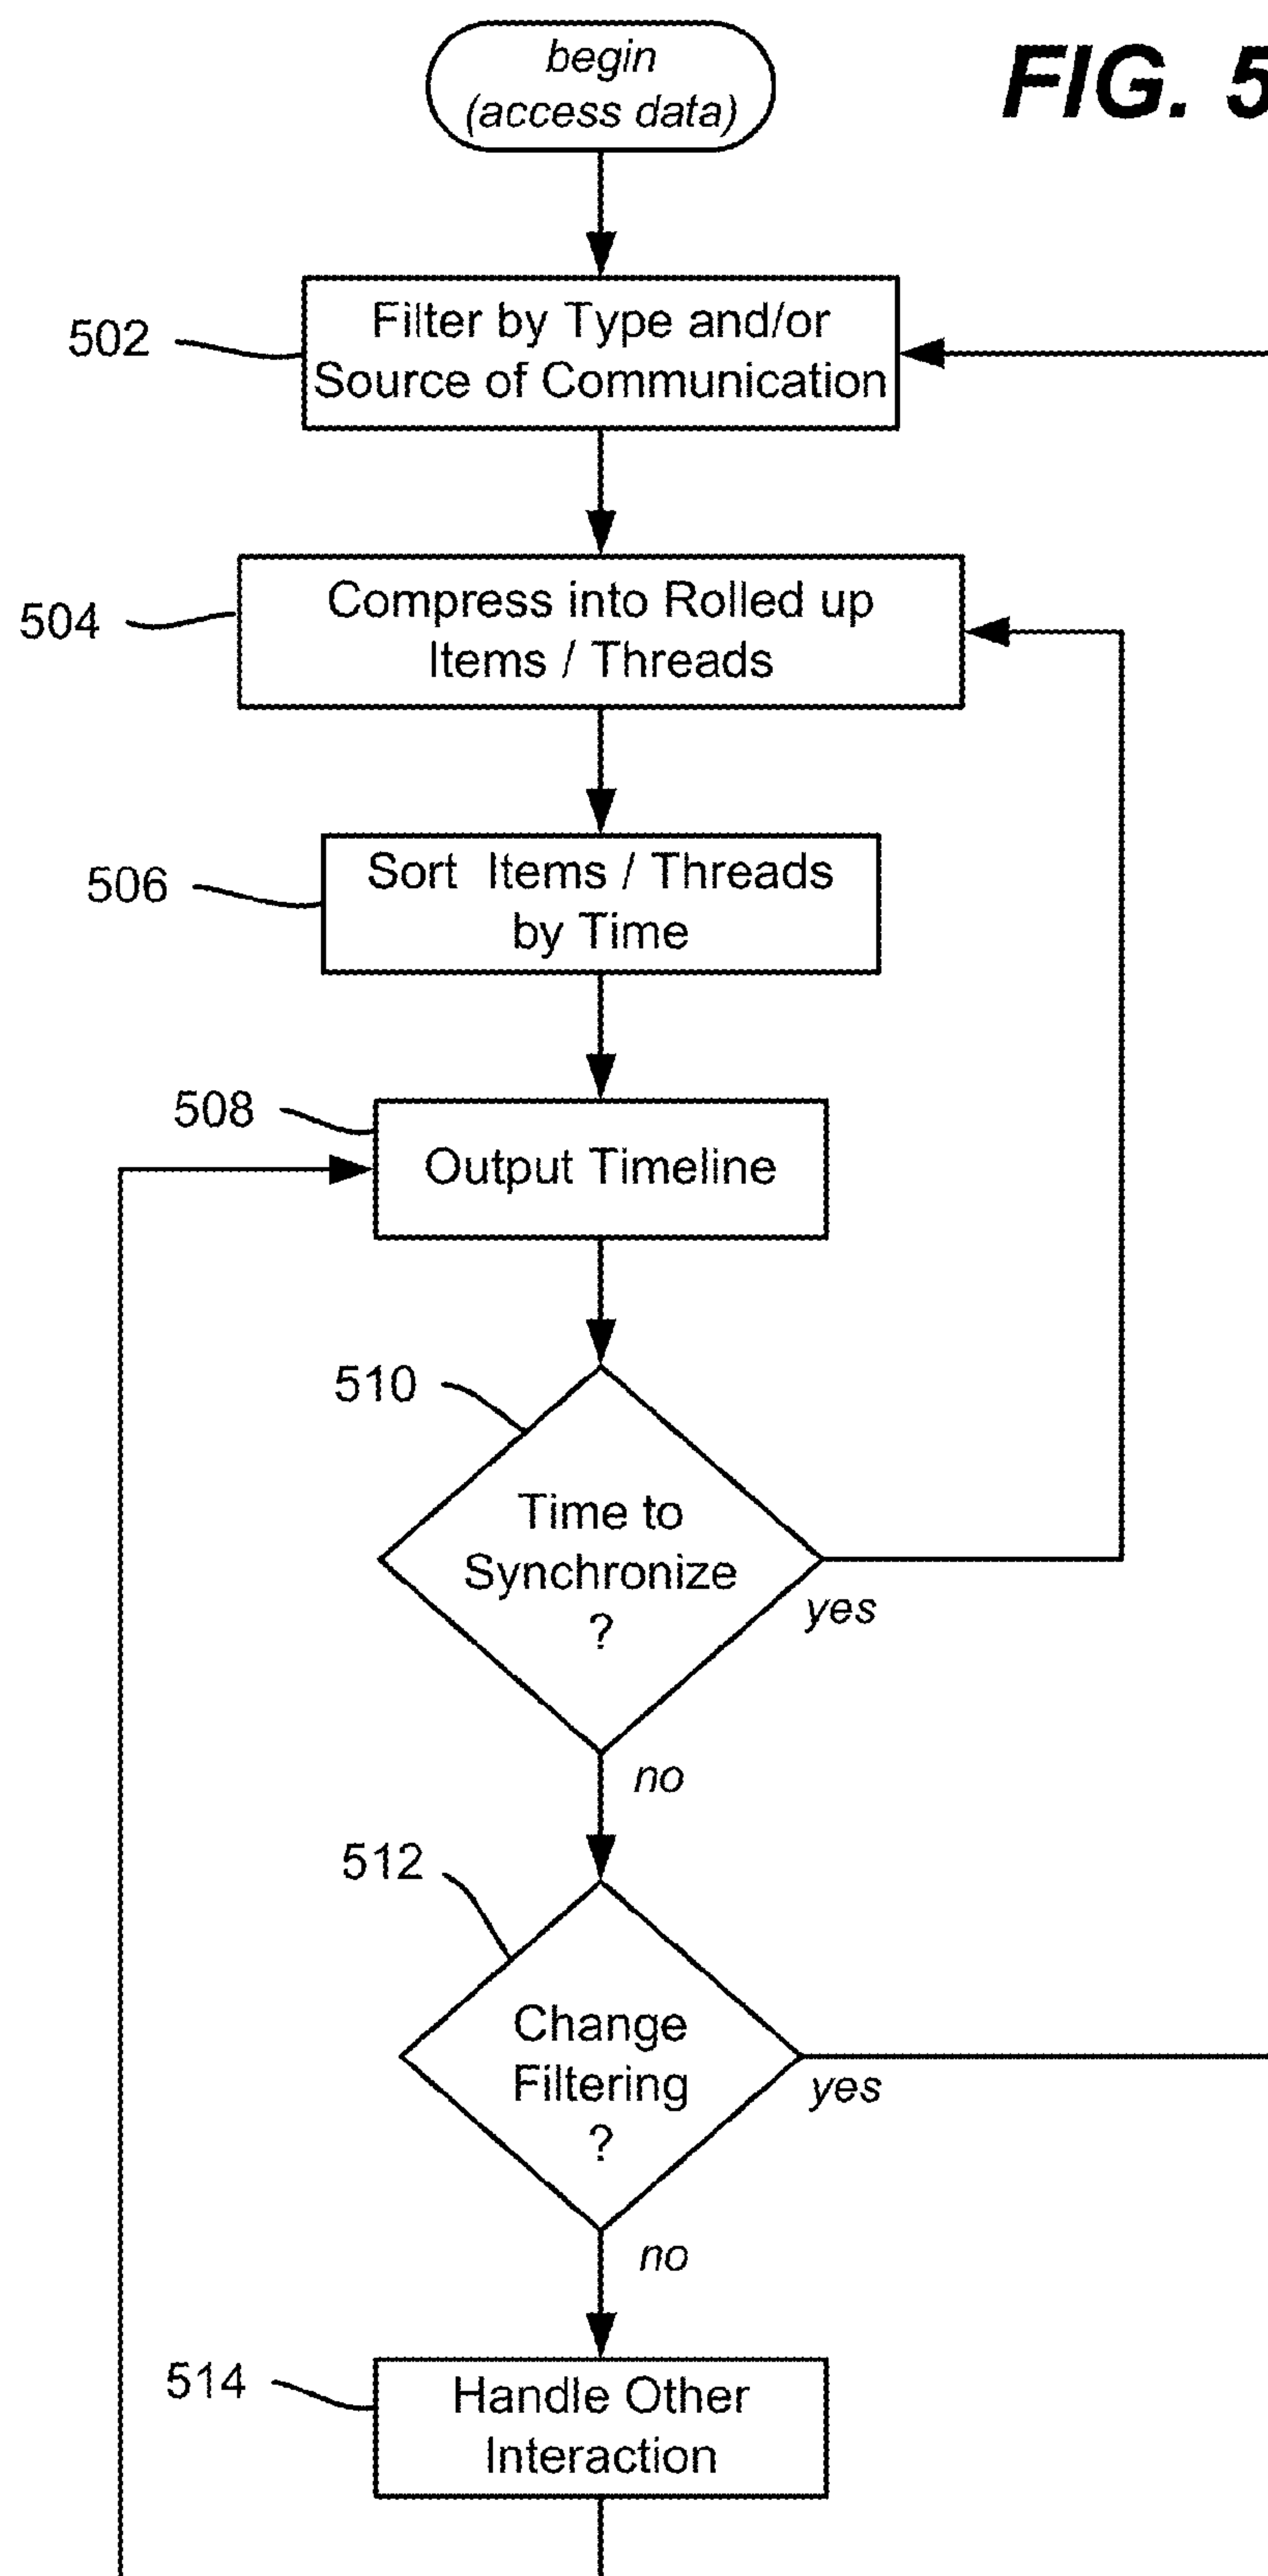 begin
(access data)
FIG. 5
502
Filter by Type and/or
Source of Communication
504
Compress into Rolled up
Items / Threads
506
Sort Items / Threads
by Time
508
Output Timeline
510
Time to
Synchronize
?
yes
no
512
Change
Filtering
?
yes
no
514
Handle Other
Interaction